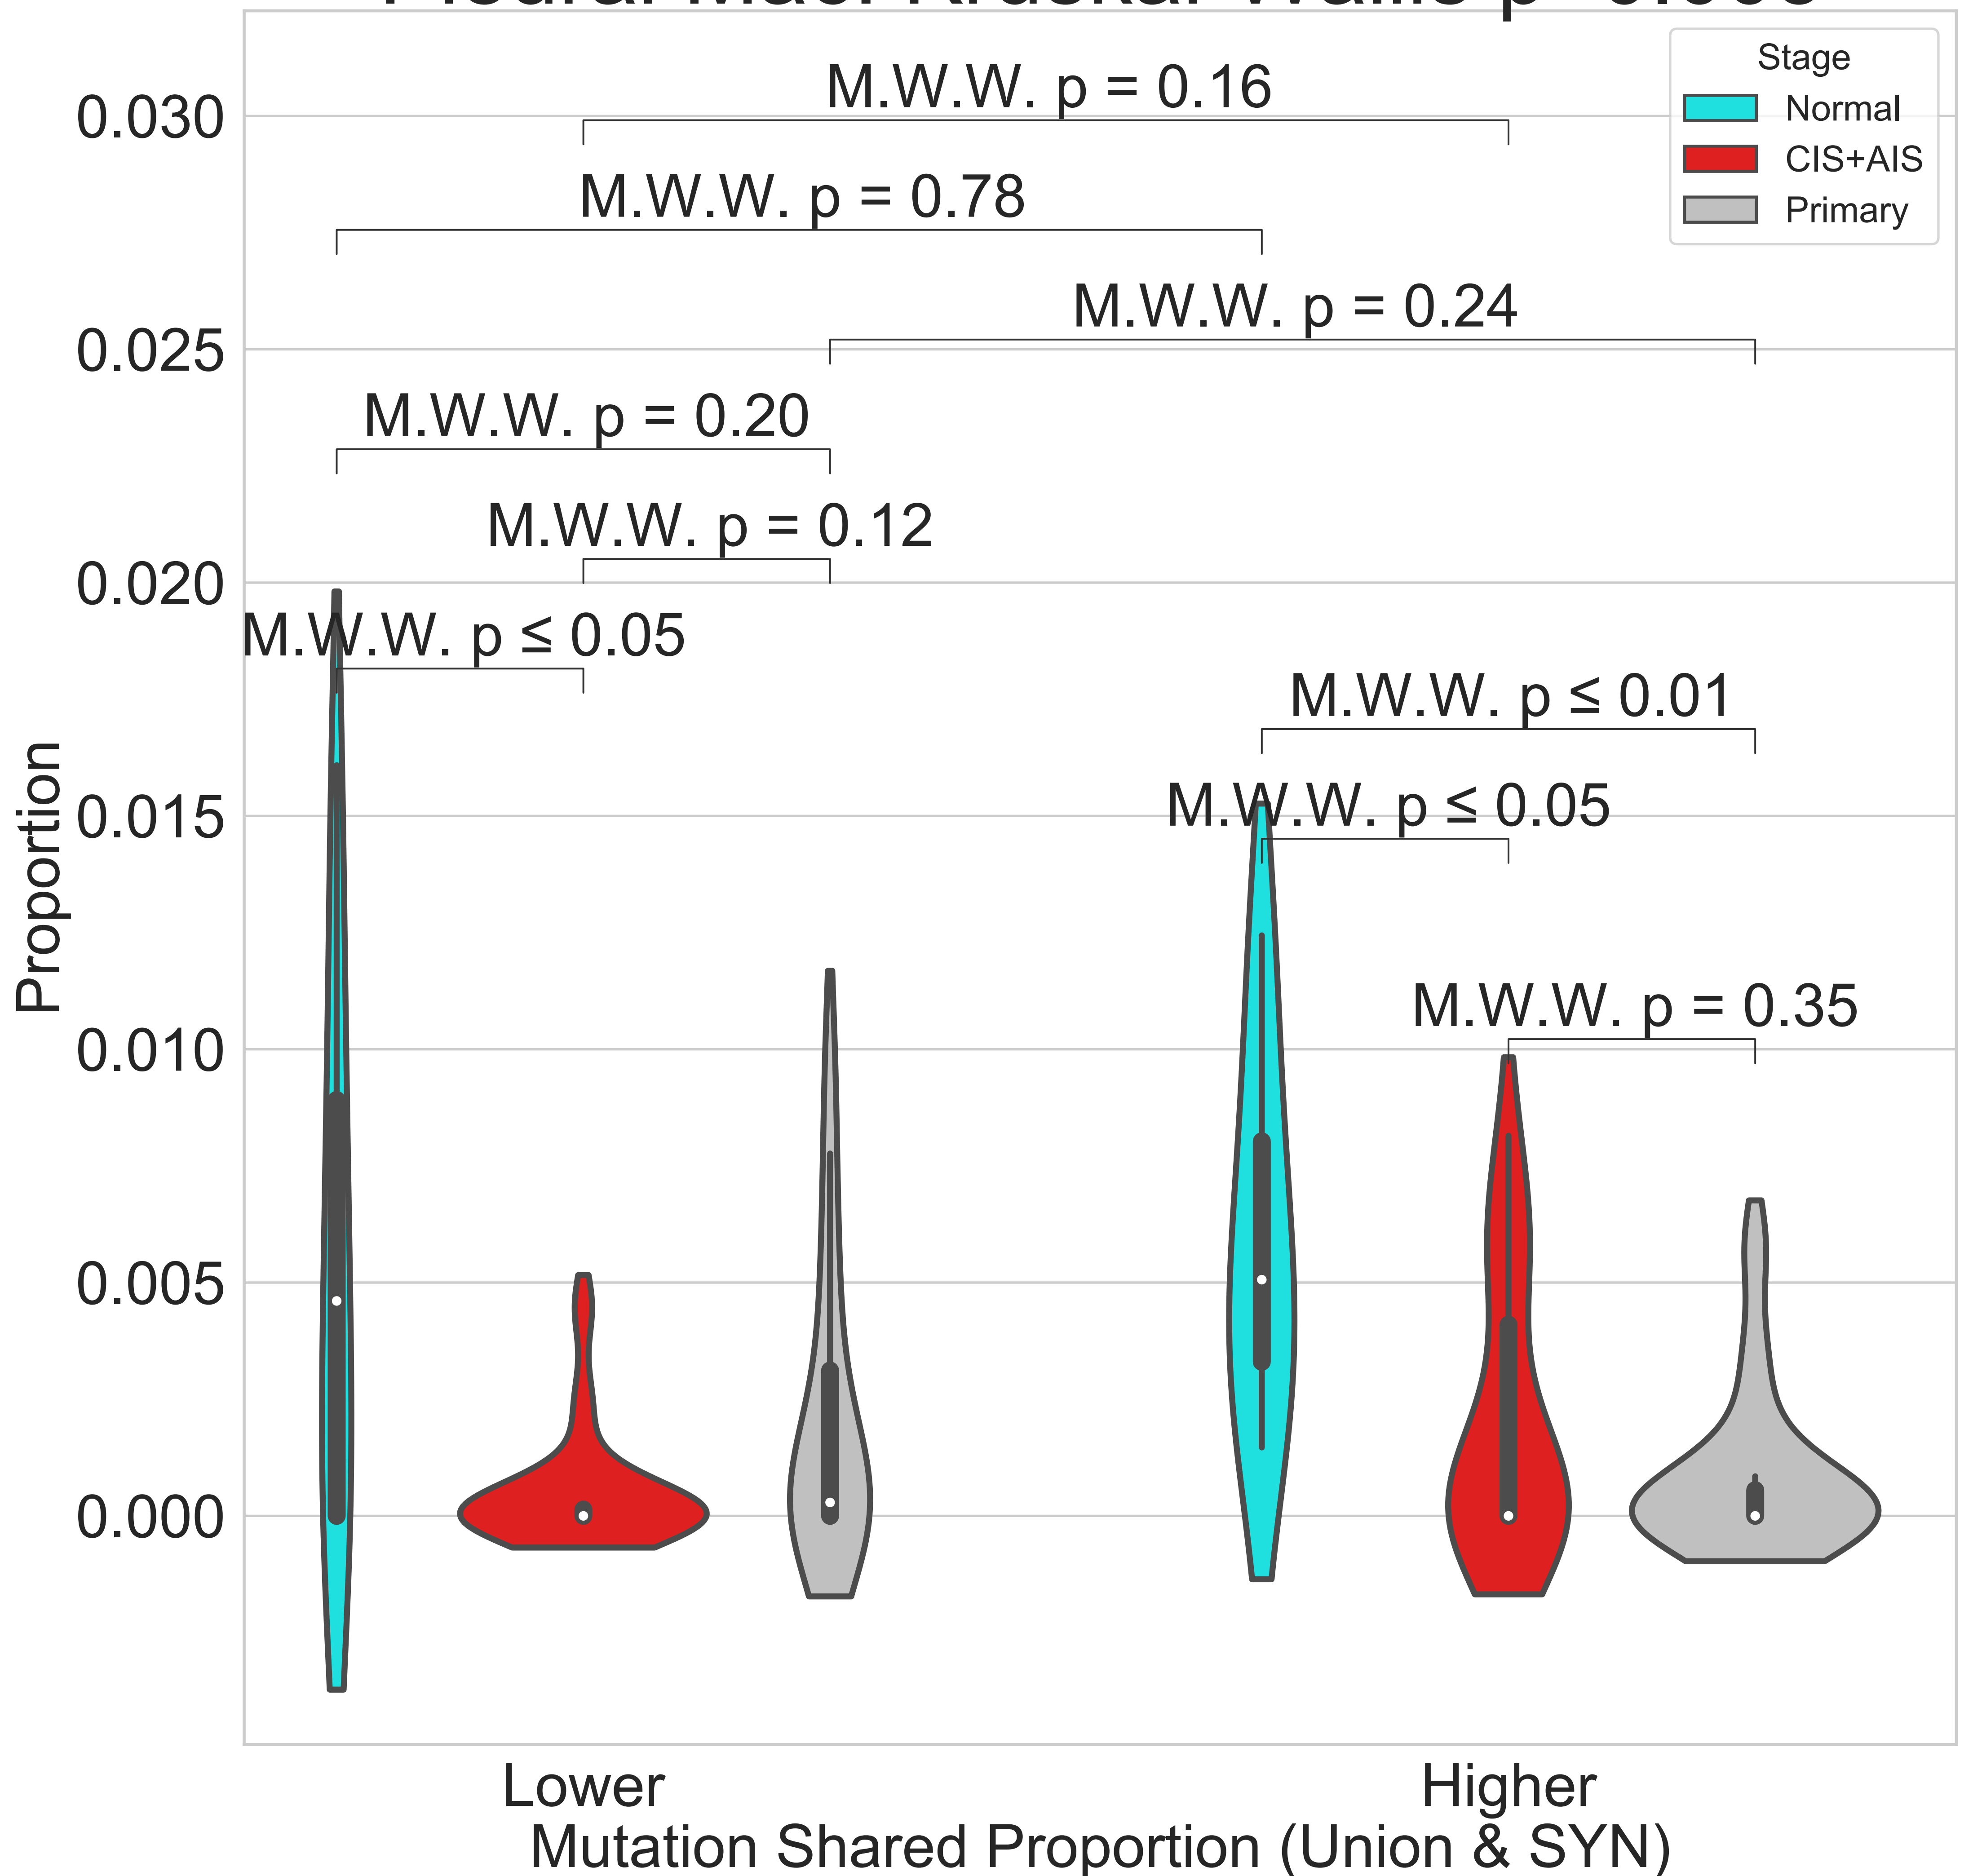 M.W.W. p = 0.16
M.W.W. p = 0.78
M.W.W. p = 0.24
M.W.W. p = 0.20
M.W.W. p = 0.12
M.W.W. p ≤ 0.05
M.W.W. p ≤ 0.01
M.W.W. p ≤ 0.05
M.W.W. p = 0.35
Stage
Normal
CIS+AIS
Primary
0.030
0.025
0.020
0.015
0.010
0.005
0.000
Proportion
Lower
Higher
Mutation Shared Proportion (Union & SYN)